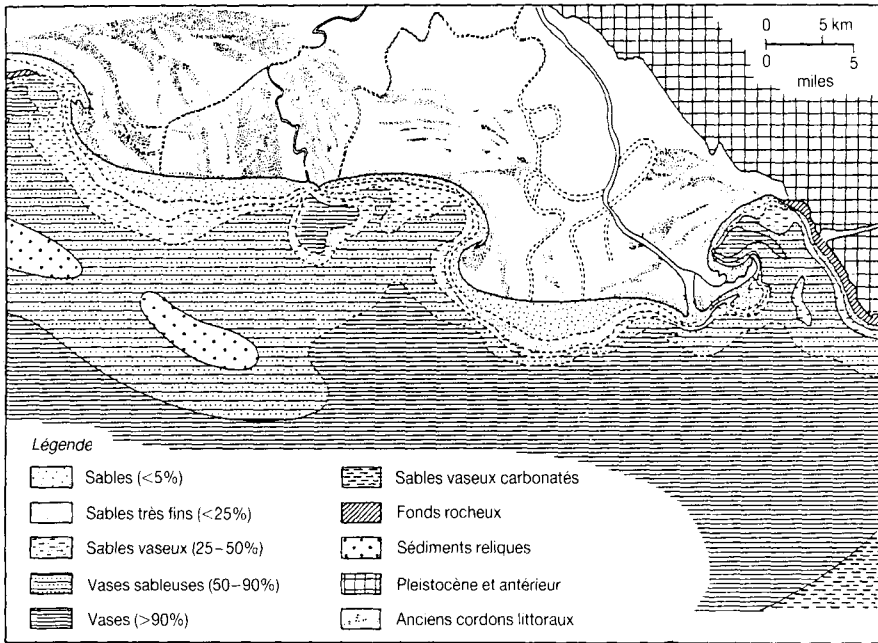 0 5 km
0 5
miles
Légende
Sables (<5%)
Sables très fins (<25%)
Sables vaseux (25–50%)
Vases sableuses (50–90%)
Vases (>90%)
Sables vaseux carbonatés
Fonds rocheux
Sédiments reliques
Pleistocène et antérieur
Anciens cordons littoraux